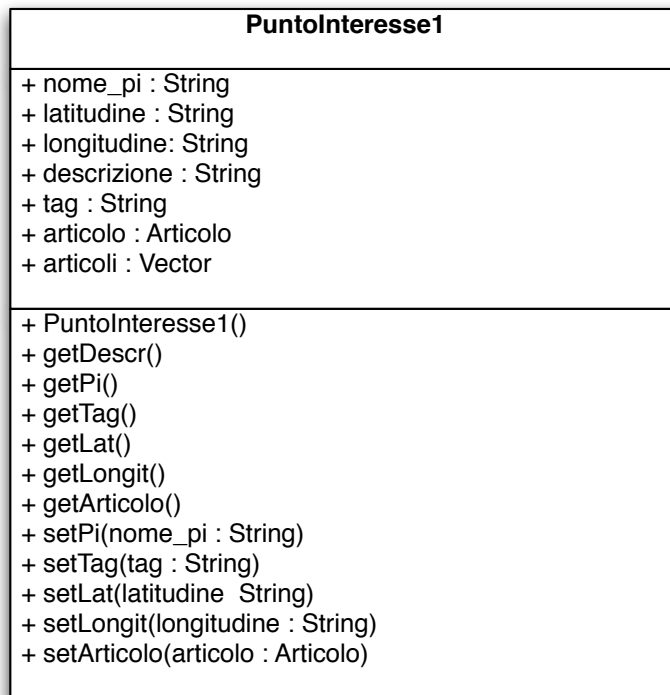 PuntoInteresse1
+ nome_pi : String
+ latitudine : String
+ longitudine: String
+ descrizione : String
+ tag : String
+ articolo : Articolo
+ articoli : Vector
+ PuntoInteresse1()
+ getDescr()
+ getPi()
+ getTag()
+ getLat()
+ getLongit()
+ getArticolo()
+ setPi(nome_pi : String)
+ setTag(tag : String)
+ setLat(latitudine  String)
+ setLongit(longitudine : String)
+ setArticolo(articolo : Articolo)